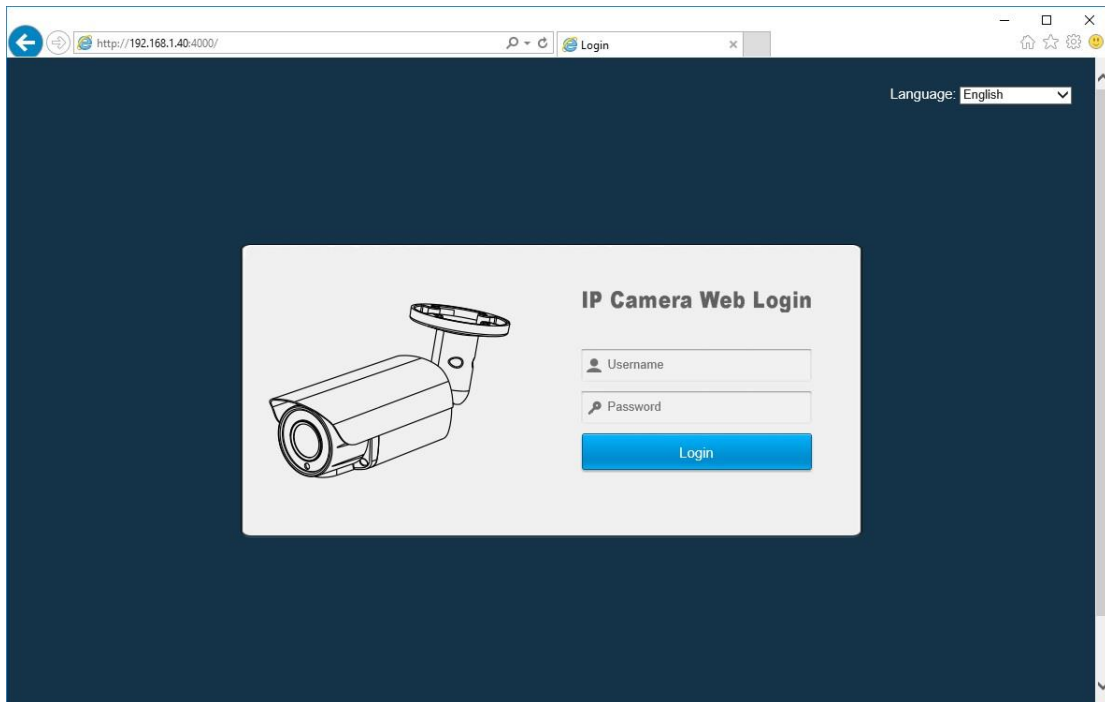 http://192.168.1.40:4000/
Login
Language: English
IP Camera Web Login
Username
Password
Login